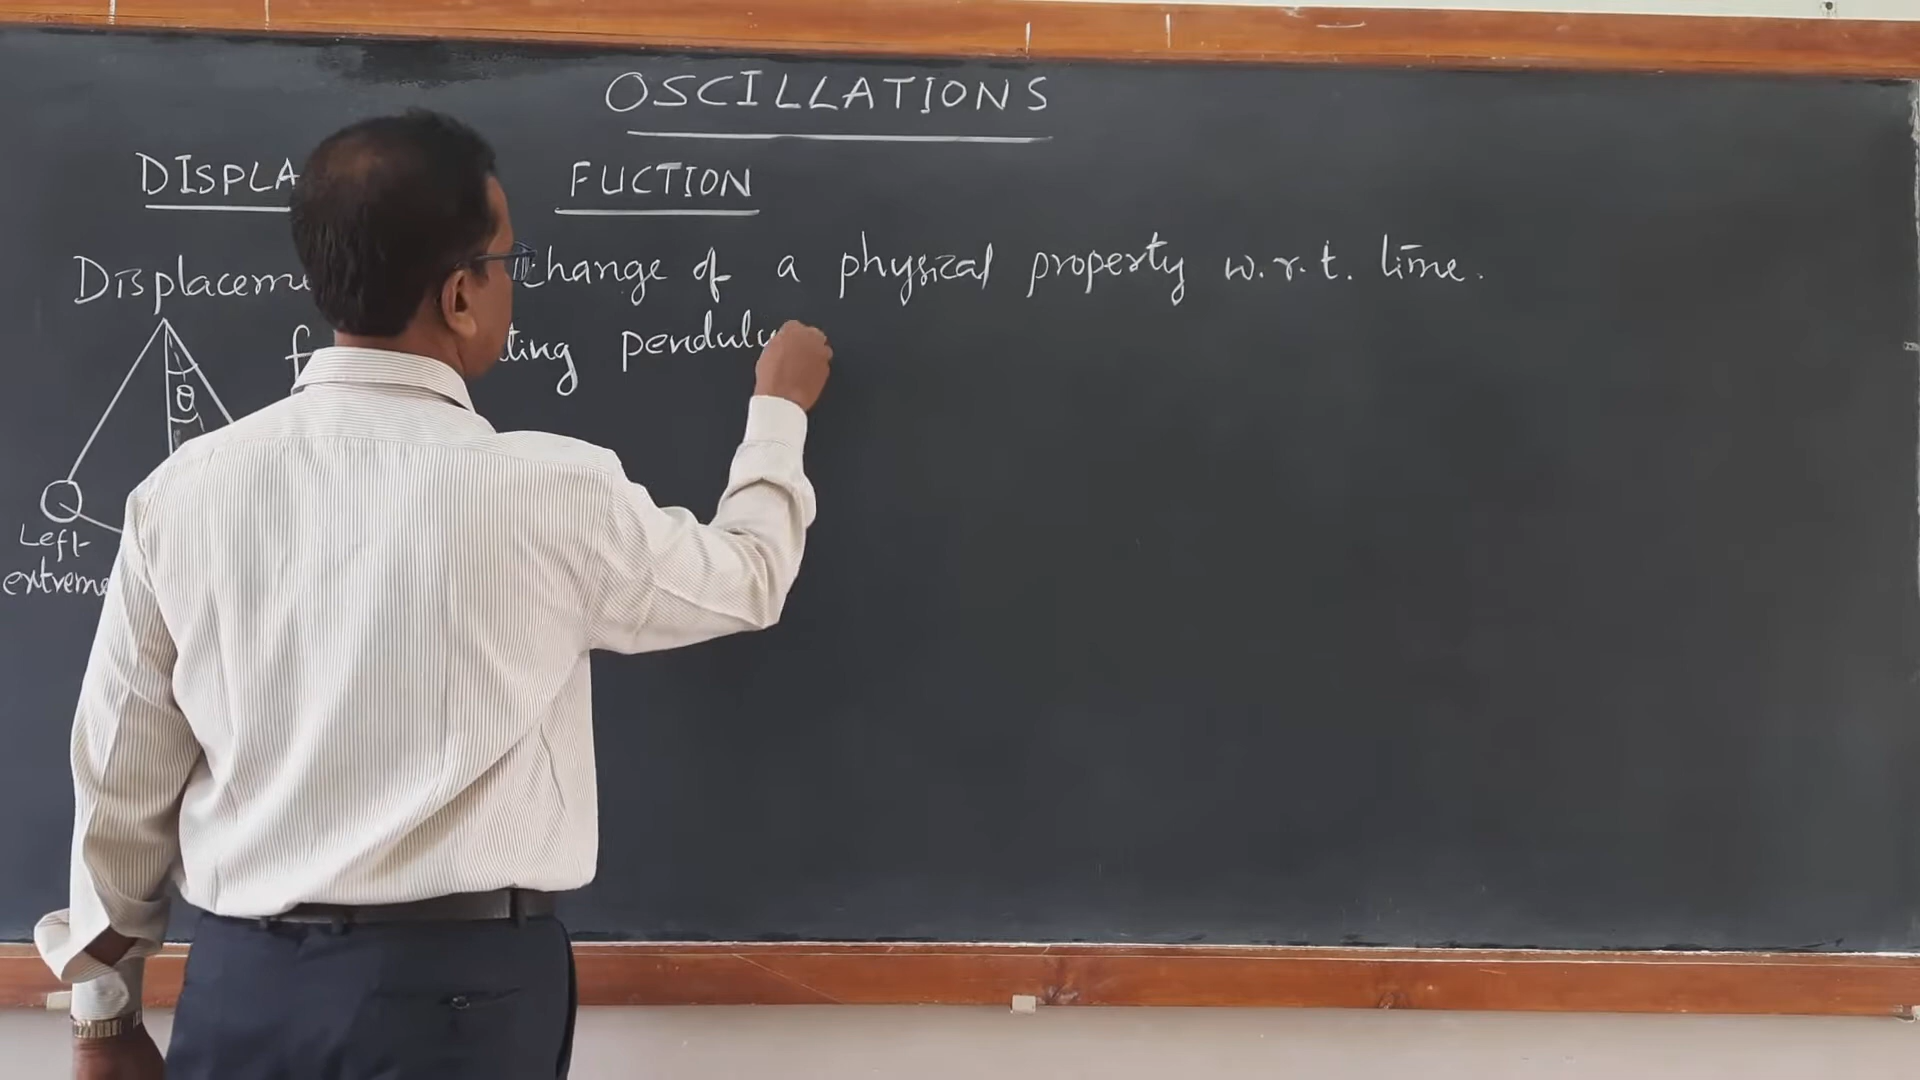 OSCILLATIONS
DISPLA FUCTION
Displaceme change of a physical property w.r.t. time.
f ting pendulu
θ
Left
extreme